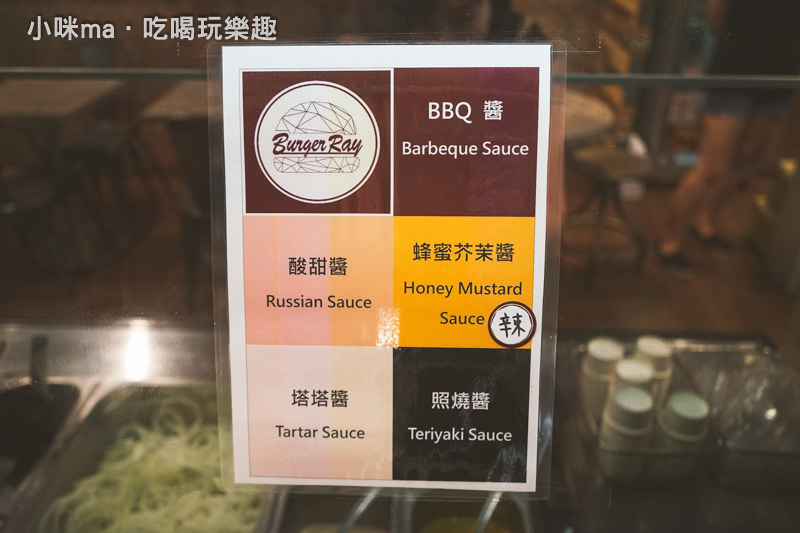 小咪ma‧吃喝玩樂趣
Burger Ray
BBQ 醬
Barbeque Sauce
酸甜醬
Russian Sauce
蜂蜜芥茉醬
Honey Mustard
Sauce
辣
塔塔醬
Tartar Sauce
照燒醬
Teriyaki Sauce